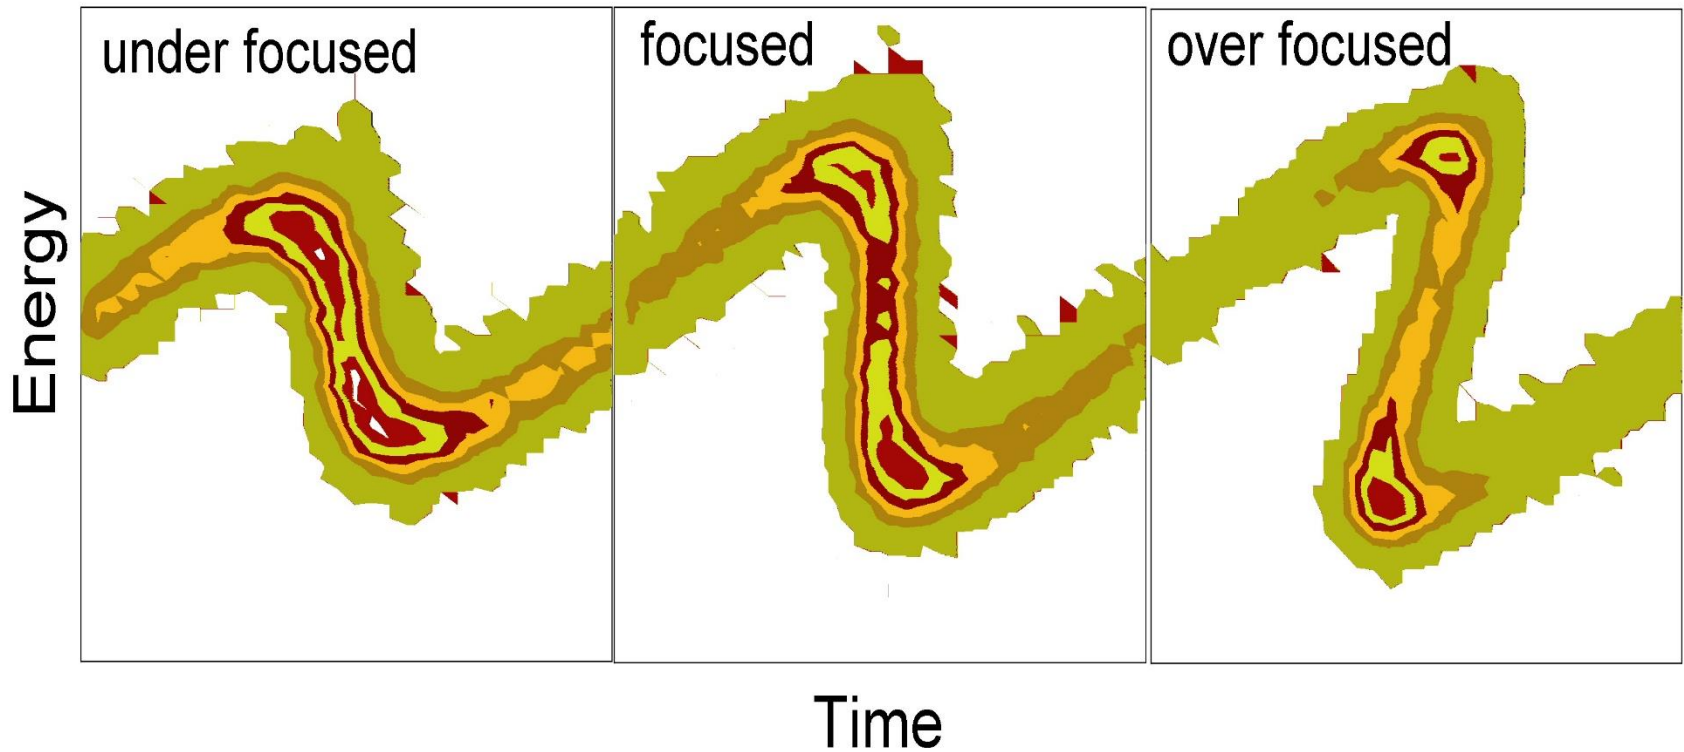 under focused
focused
over focused
Energy
Time